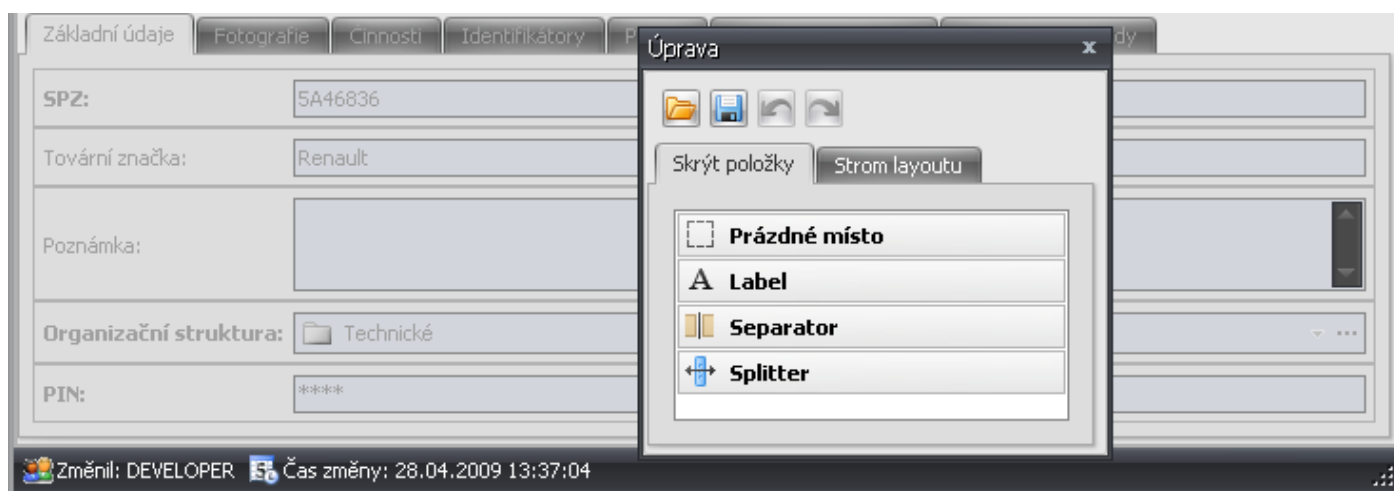 Základní údaje Fotografie Činnosti Identifikátory
Úprava
SPZ: 5A46836
Tovární značka: Renault
Skrýt položky Strom layoutu
Poznámka:
Prázdné místo
Label
Organizační struktura: Technické
Separator
Splitter
PIN: ****
Změnil: DEVELOPER Čas změny: 28.04.2009 13:37:04